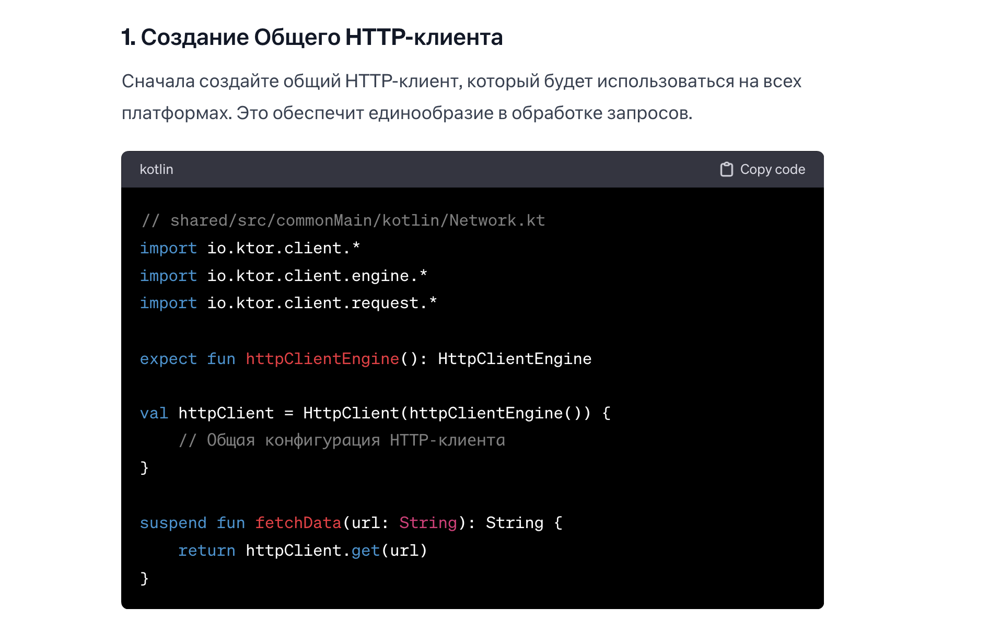 1. Создание Общего HTTP-клиента
Сначала создайте общий HTTP-клиент, который будет использоваться на всех
платформах. Это обеспечит единообразие в обработке запросов.
kotlin
Copy code
// shared/src/commonMain/kotlin/Network.kt
import io.ktor.client.*
import io.ktor.client.engine.*
import io.ktor.client.request.*
expect fun httpClientEngine(): HttpClientEngine
val httpClient = HttpClient(httpClientEngine()) {
    // Общая конфигурация HTTP-клиента
}
suspend fun fetchData(url: String): String {
    return httpClient.get(url)
}